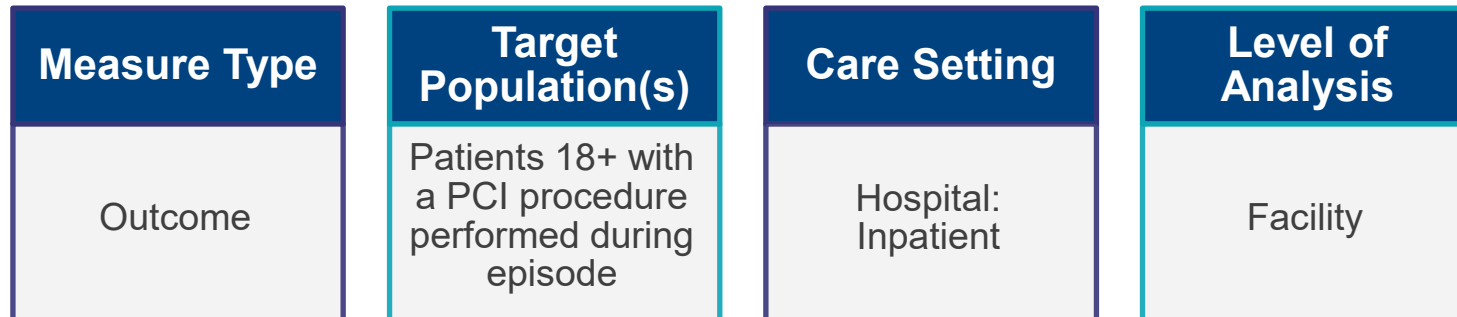 Measure Type
Outcome
Target
Population(s)
Patients 18+ with
a PCI procedure
performed during
episode
Care Setting
Hospital:
Inpatient
Level of
Analysis
Facility